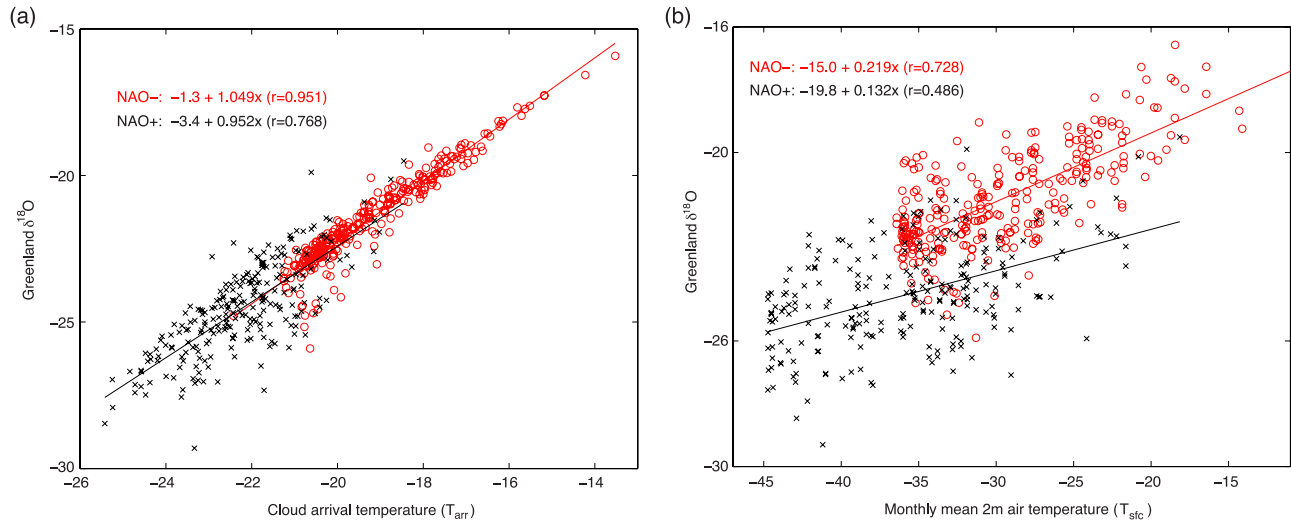 (a)
−15
−20
−25
−30
Greenland δ¹⁸O
NAO−: −1.3 + 1.049x (r=0.951)
NAO+: −3.4 + 0.952x (r=0.768)
−26 −24 −22 −20 −18 −16 −14
Cloud arrival temperature (Tarr)
(b)
−16
−20
−26
−30
Greenland δ¹⁸O
NAO−: −15.0 + 0.219x (r=0.728)
NAO+: −19.8 + 0.132x (r=0.486)
−45 −40 −35 −30 −25 −20 −15
Monthly mean 2m air temperature (Tsfc)